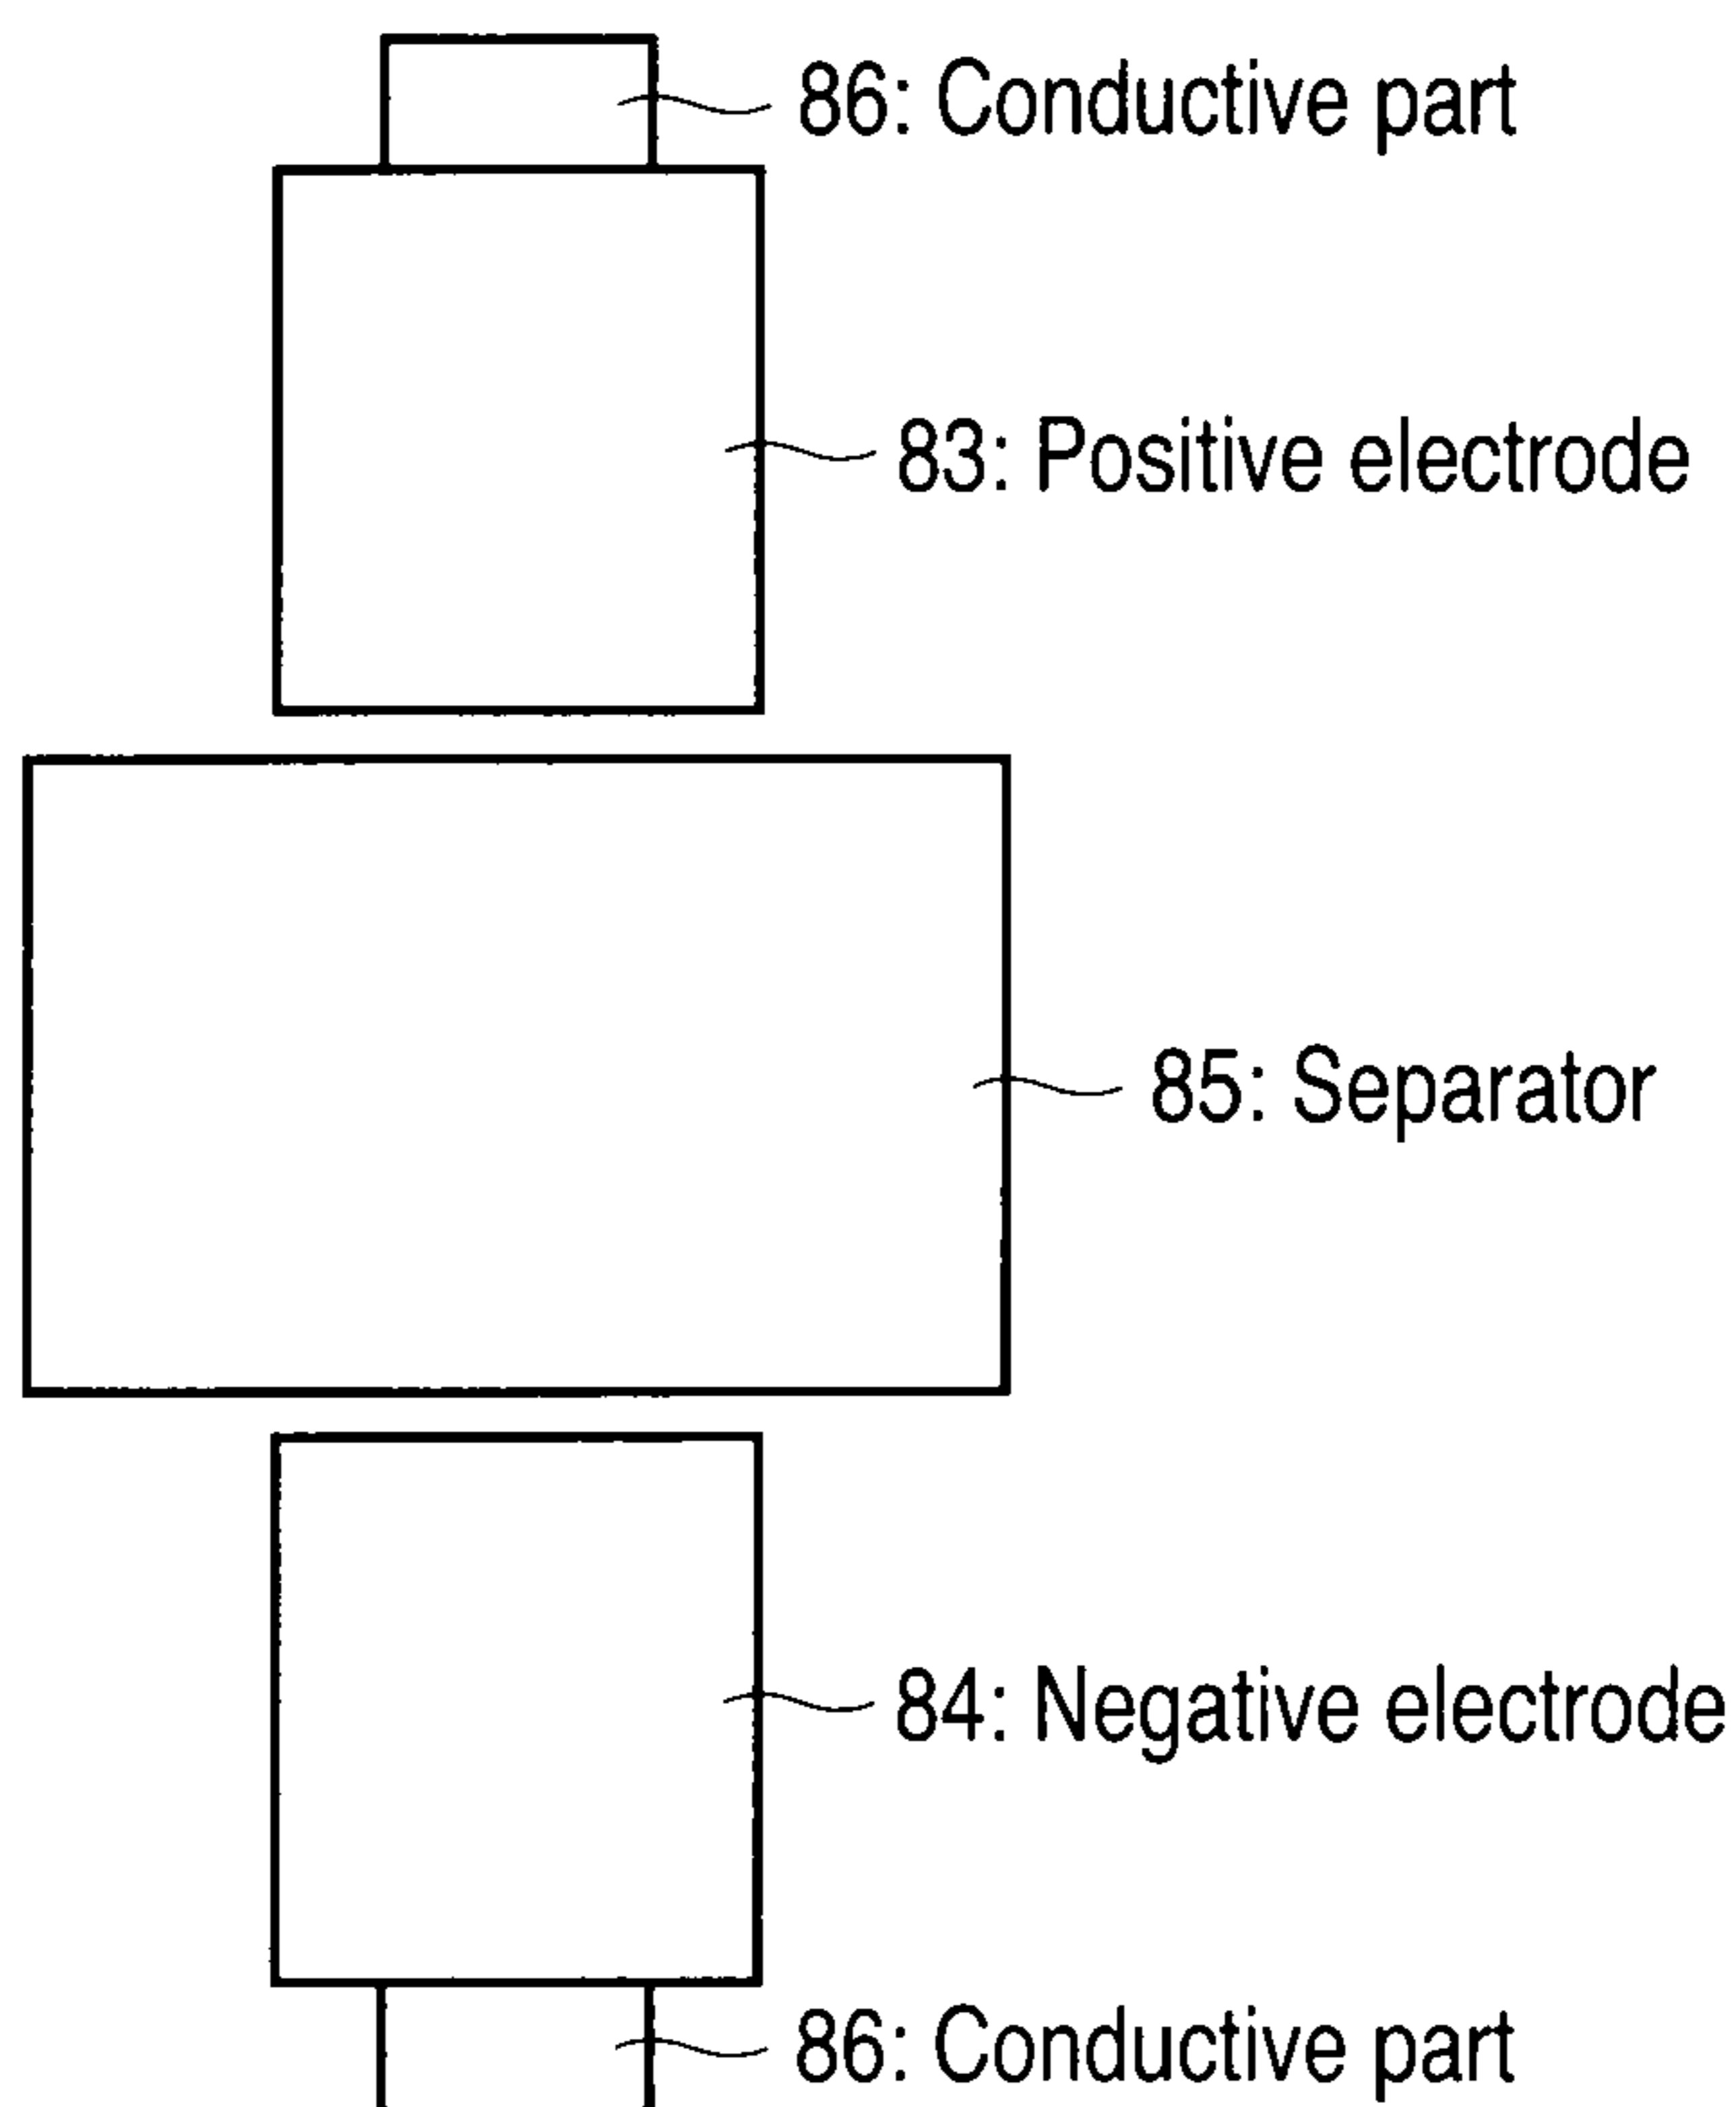 86: Conductive part
83: Positive electrode
85: Separator
84: Negative electrode
86: Conductive part